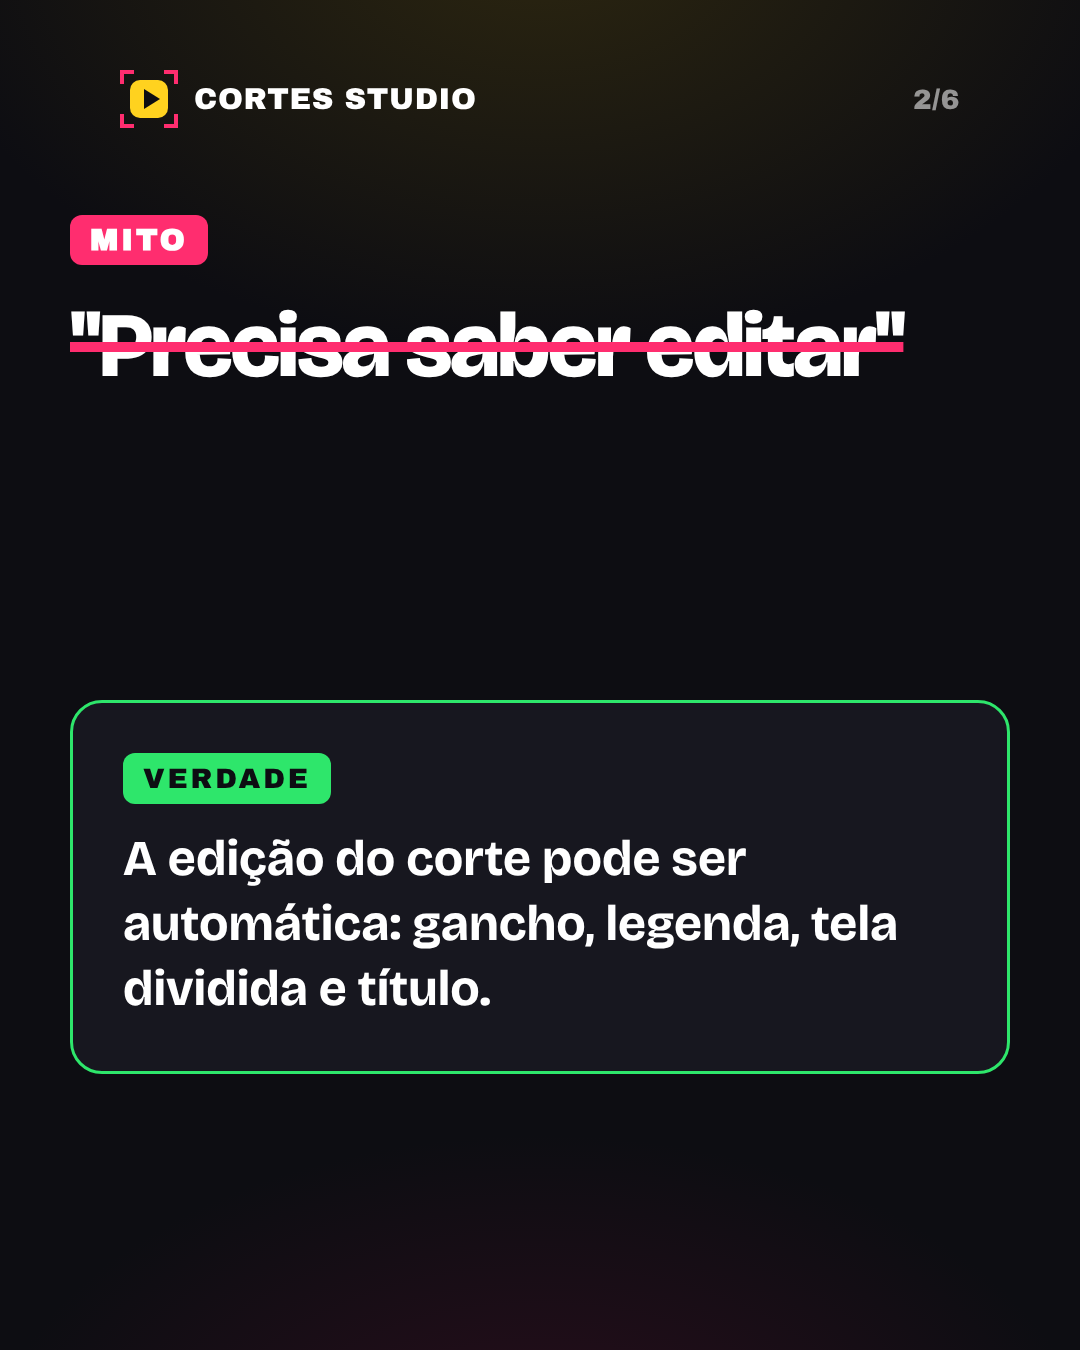 CORTES STUDIO
2/6
MITO
"Precisa saber editar"
VERDADE
A edição do corte pode ser
automática: gancho, legenda, tela
dividida e título.